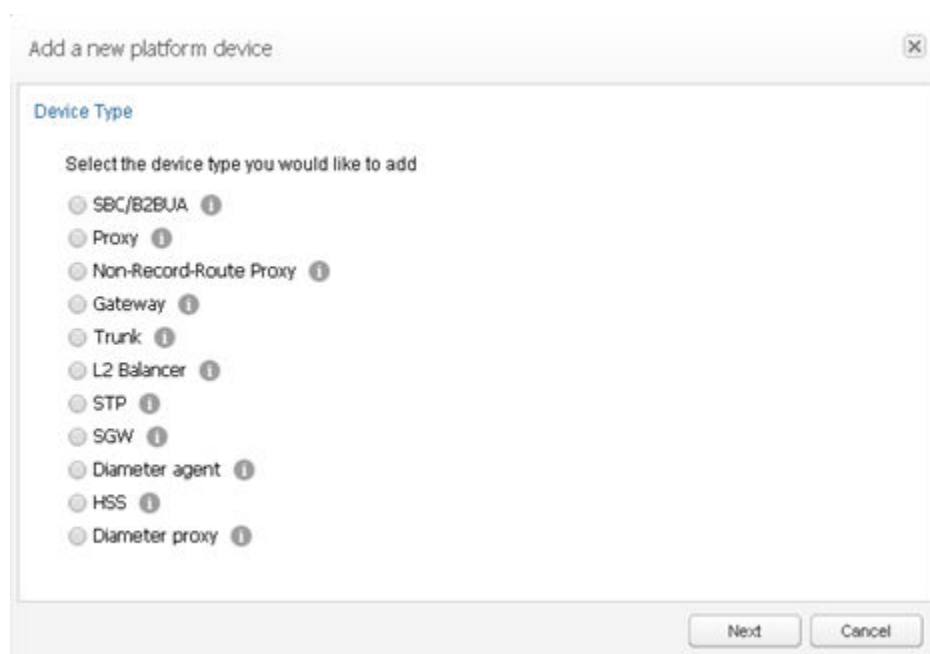 Add a new platform device
Device Type
Select the device type you would like to add
SBC/B2BUA
Proxy
Non-Record-Route Proxy
Gateway
Trunk
L2 Balancer
STP
SGW
Diameter agent
HSS
Diameter proxy
Next Cancel